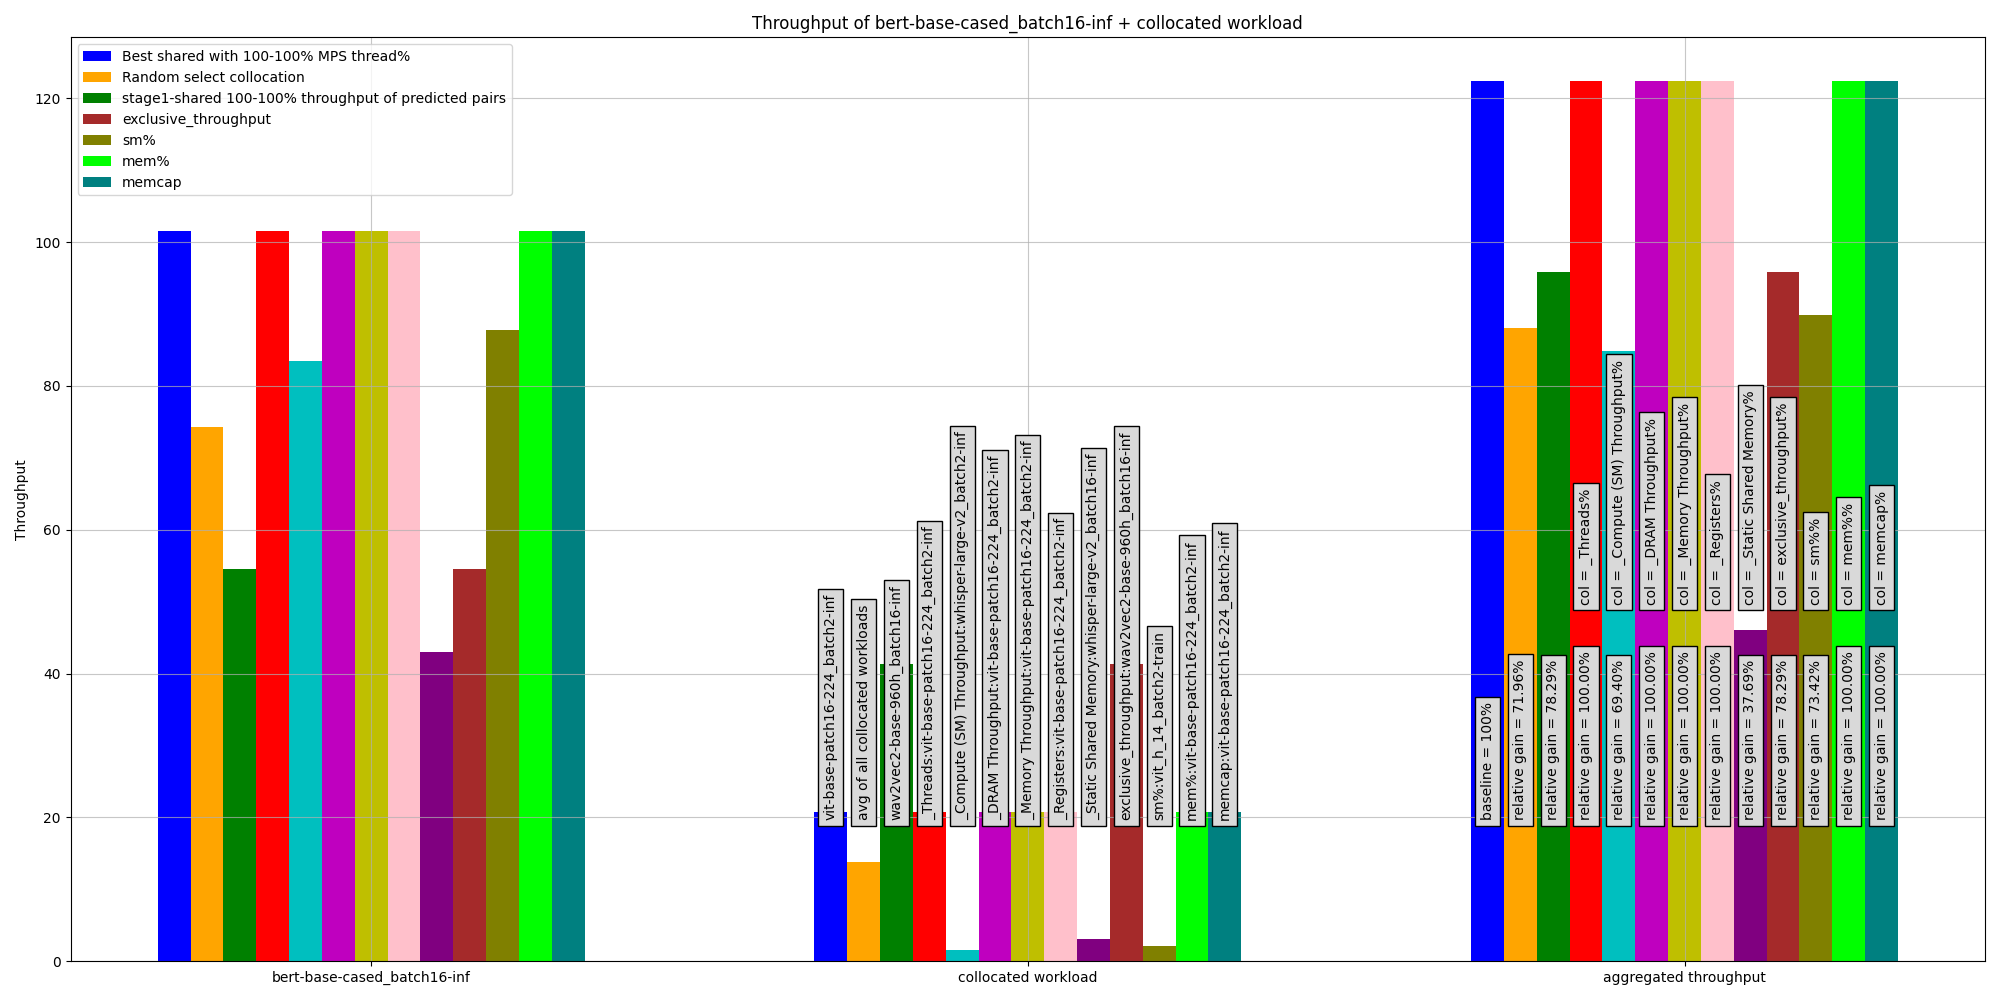 Throughput of bert-base-cased_batch16-inf + collocated workload
Best shared with 100-100% MPS thread%
Random select collocation
stage1-shared 100-100% throughput of predicted pairs
exclusive_throughput
sm%
mem%
memcap
Throughput
120
100
80
60
40
20
0
vit-base-patch16-224_batch2-inf
avg of all collocated workloads
wav2vec2-base-960h_batch16-inf
_Threads:vit-base-patch16-224_batch2-inf
_Compute (SM) Throughput:whisper-large-v2_batch2-inf
_DRAM Throughput:vit-base-patch16-224_batch2-inf
_Memory Throughput:vit-base-patch16-224_batch2-inf
_Registers:vit-base-patch16-224_batch2-inf
_Static Shared Memory:whisper-large-v2_batch16-inf
exclusive_throughput:wav2vec2-base-960h_batch16-inf
sm%:vit_h_14_batch2-train
mem%:vit-base-patch16-224_batch2-inf
memcap:vit-base-patch16-224_batch2-inf
col = _Threads%
col = _Compute (SM) Throughput%
col = _DRAM Throughput%
col = _Memory Throughput%
col = _Registers%
col = _Static Shared Memory%
col = exclusive_throughput%
col = sm%%
col = mem%%
col = memcap%
baseline = 100%
relative gain = 71.96%
relative gain = 78.29%
relative gain = 100.00%
relative gain = 69.40%
relative gain = 100.00%
relative gain = 100.00%
relative gain = 100.00%
relative gain = 37.69%
relative gain = 78.29%
relative gain = 73.42%
relative gain = 100.00%
relative gain = 100.00%
bert-base-cased_batch16-inf
collocated workload
aggregated throughput